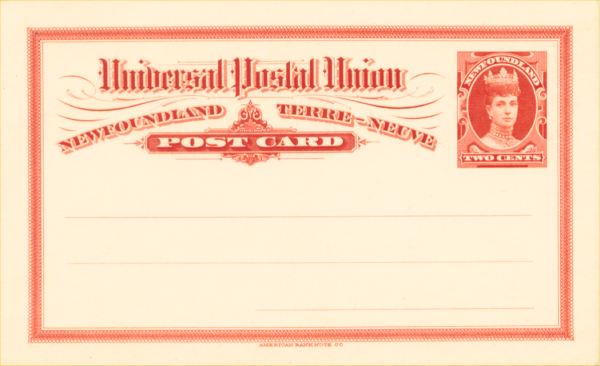 Universal Postal Union
NEWFOUNDLAND TERRE-NEUVE
POST CARD
NEWFOUNDLAND
TWO CENTS
AMERICAN BANK NOTE CO